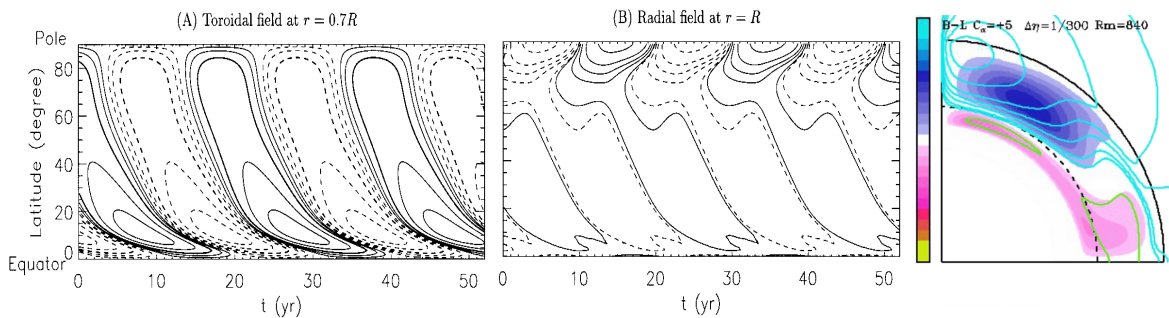 (A) Toroidal field at r = 0.7R
Pole
80
60
40
20
0
Equator
Latitude (degree)
0 10 20 30 40 50
t (yr)
(B) Radial field at r = R
0 10 20 30 40 50
t (yr)
B-L Cα=+5 Δη=1/300 Rm=840